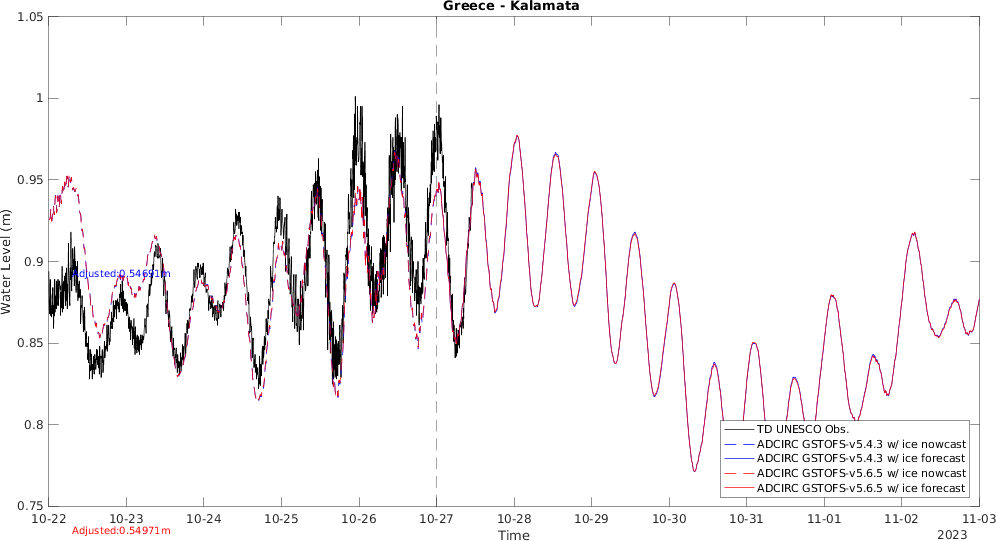 Greece - Kalamata
1.05
1
0.95
0.9
0.85
0.8
0.75
Water Level (m)
Adjusted:0.54691m
Adjusted:0.54971m
TD UNESCO Obs.
ADCIRC GSTOFS-v5.4.3 w/ ice nowcast
ADCIRC GSTOFS-v5.4.3 w/ ice forecast
ADCIRC GSTOFS-v5.6.5 w/ ice nowcast
ADCIRC GSTOFS-v5.6.5 w/ ice forecast
10-22 10-23 10-24 10-25 10-26 10-27 10-28 10-29 10-30 10-31 11-01 11-02 11-03
Time
2023